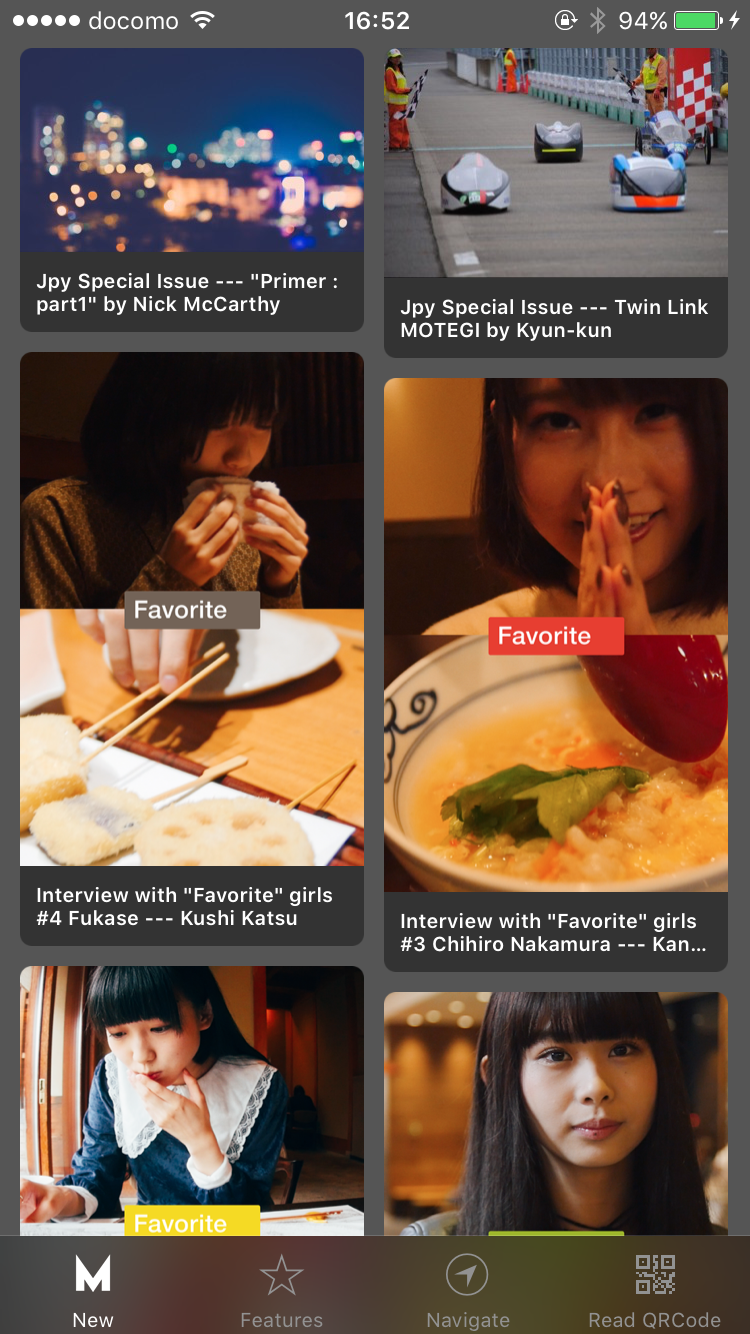 docomo
16:52
94%
Jpy Special Issue --- "Primer :
part1" by Nick McCarthy
Jpy Special Issue --- Twin Link
MOTEGI by Kyun-kun
Favorite
Interview with "Favorite" girls
#4 Fukase --- Kushi Katsu
Favorite
Interview with "Favorite" girls
#3 Chihiro Nakamura --- Kan...
Favorite
New
Features
Navigate
Read QRCode